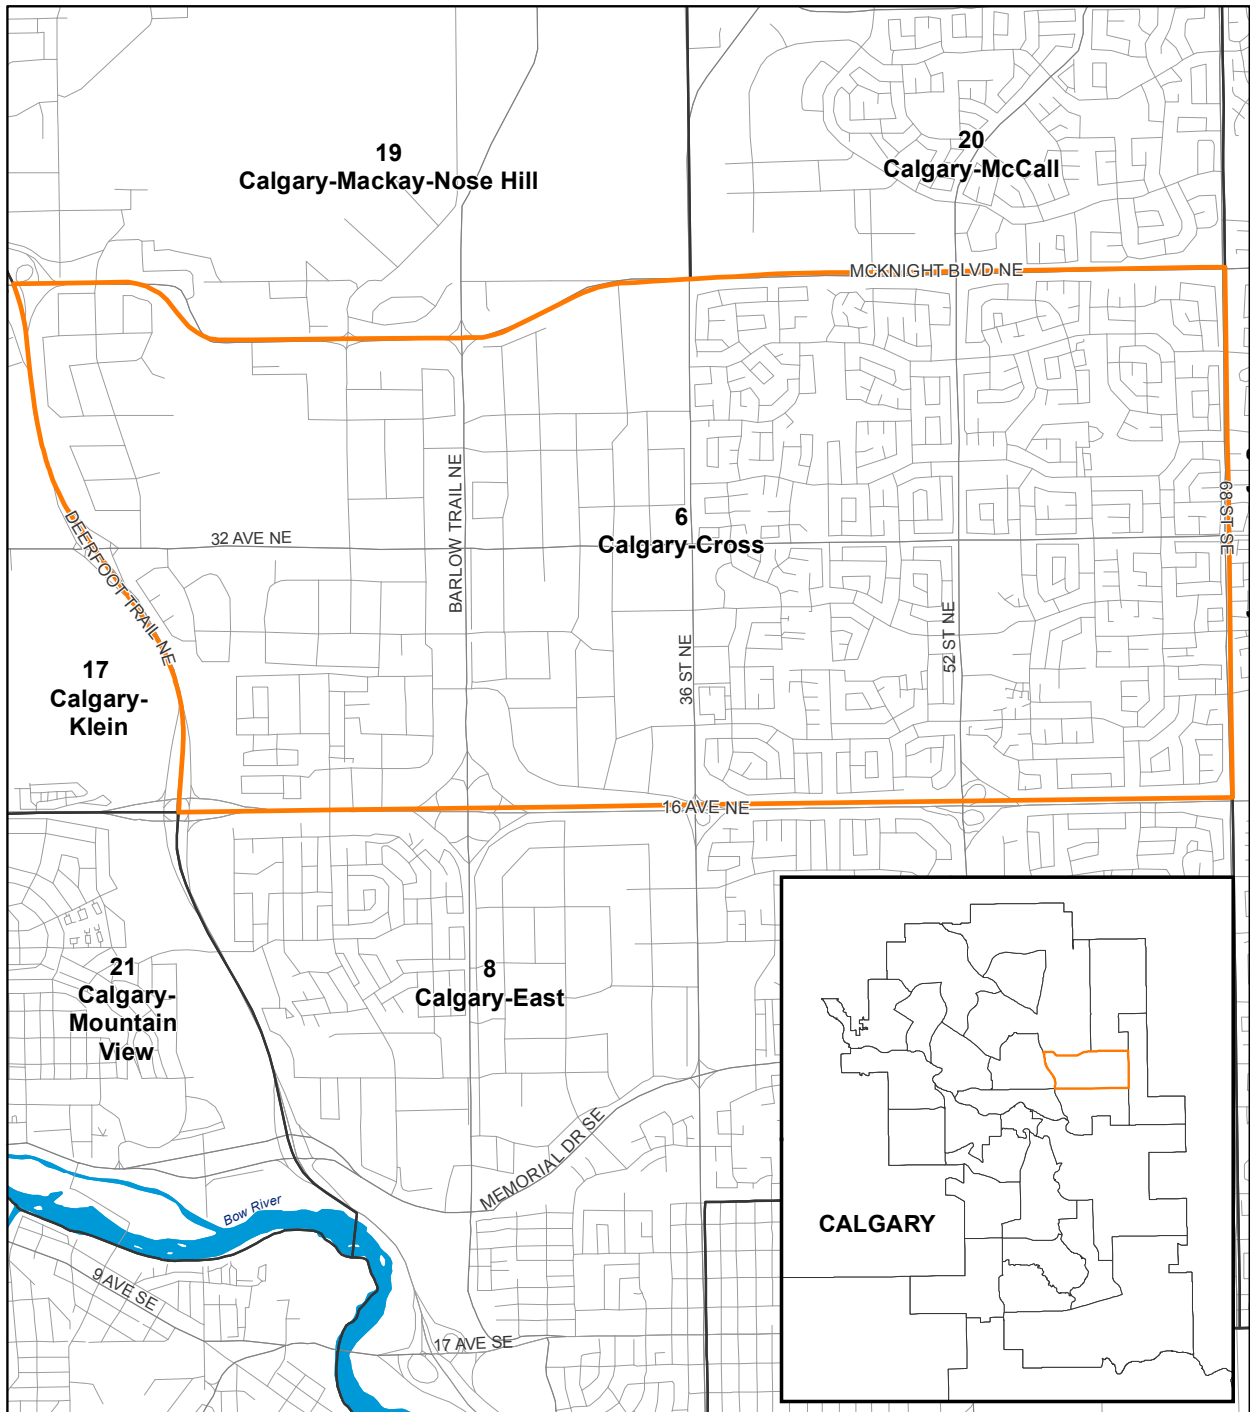 19
Calgary-Mackay-Nose Hill
20
Calgary-McCall
MCKNIGHT BLVD NE
BARLOW TRAIL NE
68 ST SE
6
Calgary-Cross
32 AVE NE
DEERFOOT TRAIL NE
52 ST NE
36 ST NE
17
Calgary-
Klein
16 AVE NE
21
Calgary-
Mountain
View
8
Calgary-East
MEMORIAL DR SE
Bow River
CALGARY
9 AVE SE
17 AVE SE